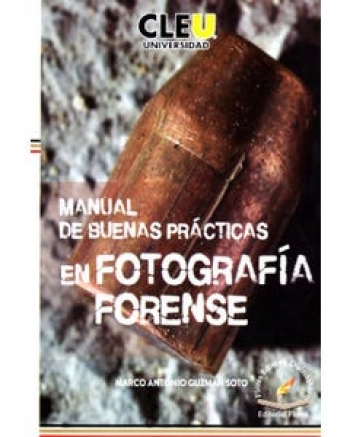 CLEU
UNIVERSIDAD
MANUAL
DE BUENAS PRÁCTICAS
EN FOTOGRAFÍA
FORENSE
MARCO ANTONIO GUZMÁN SOTO
Editorial Flores